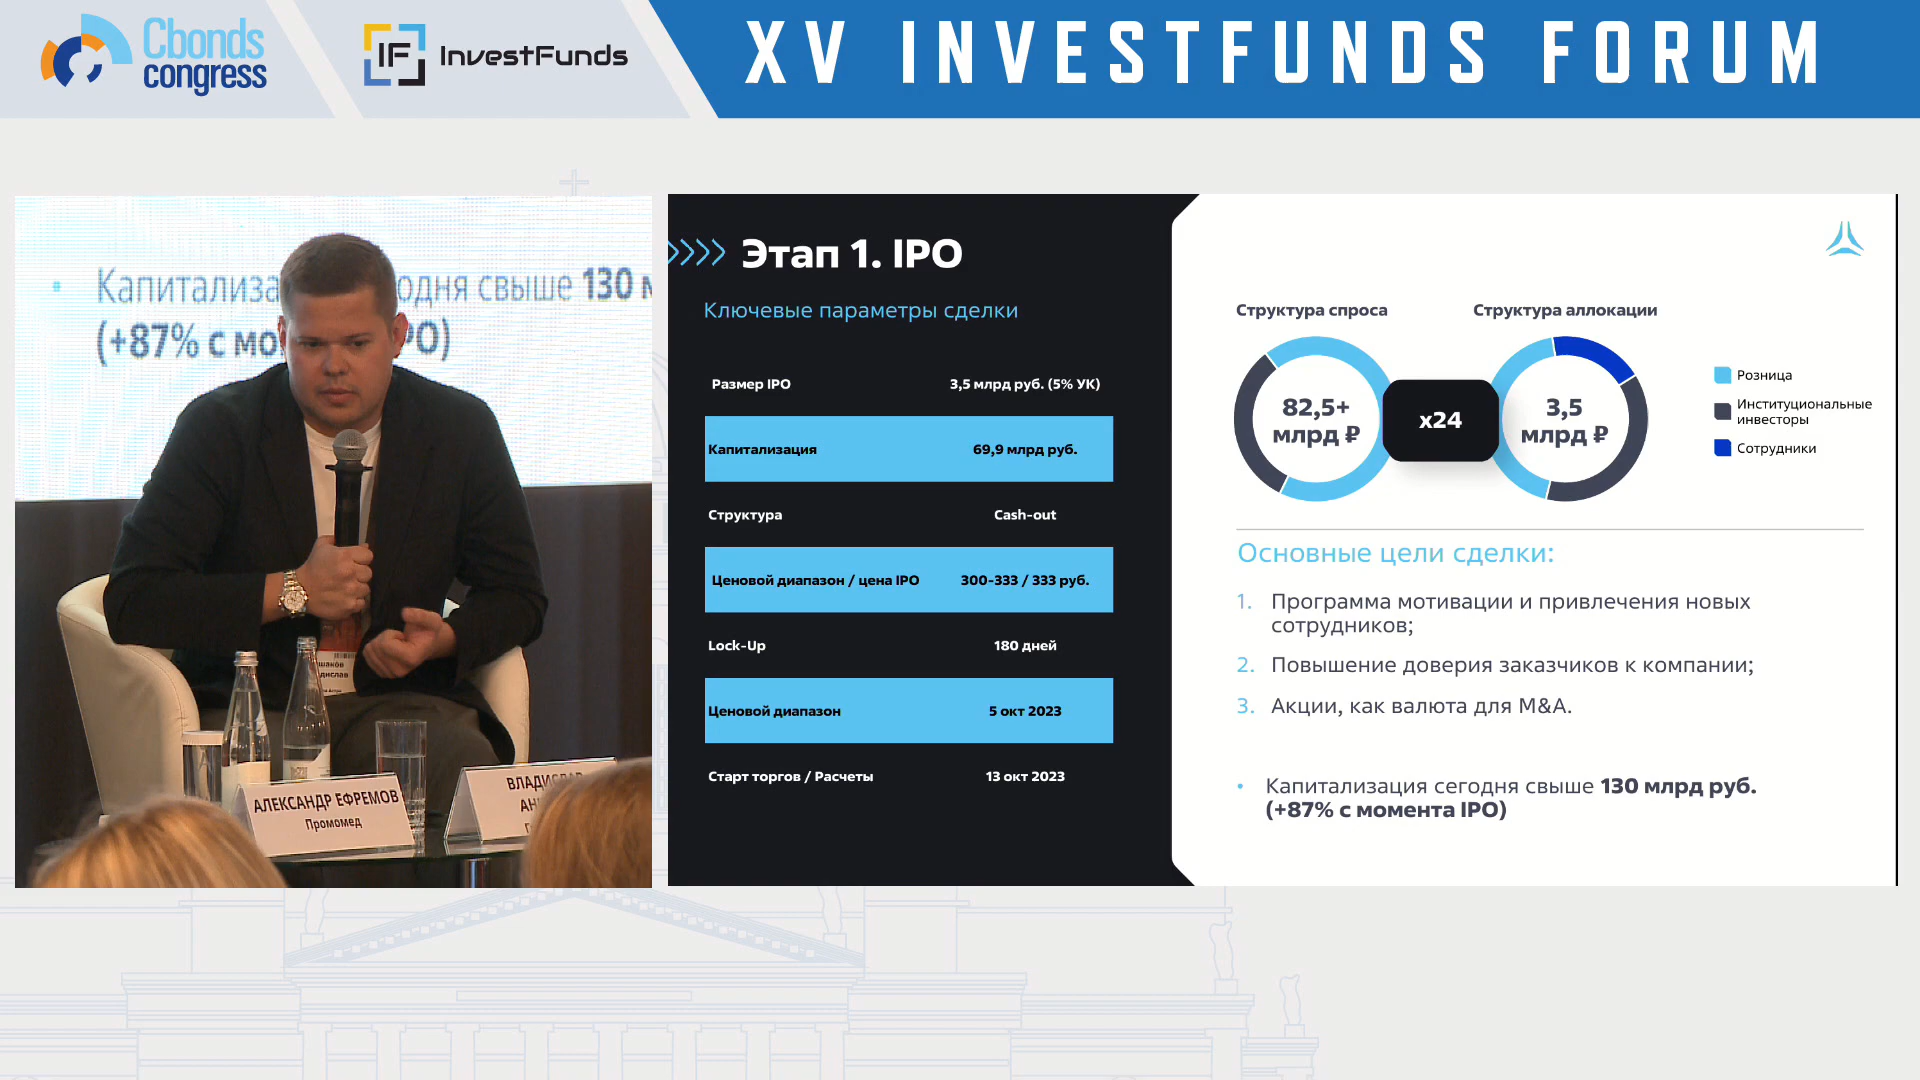 Cbonds
congress
IF InvestFunds
XV INVESTFUNDS FORUM
Капитализа одня свыше 130 м
(+87% с мо РО)
шаков
дислав
АЛЕКСАНДР ЕФРЕМОВ
Промомед
Этап 1. IPO
Ключевые параметры сделки
Размер IPO 3,5 млрд руб. (5% УК)
Капитализация 69,9 млрд руб.
Структура Cash-out
Ценовой диапазон / цена IPO 300-333 / 333 руб.
Lock-Up 180 дней
Ценовой диапазон 5 окт 2023
Старт торгов / Расчеты 13 окт 2023
Структура спроса Структура аллокации
82,5+
млрд ₽
x24
3,5
млрд ₽
Розница
Институциональные
инвесторы
Сотрудники
Основные цели сделки:
1. Программа мотивации и привлечения новых
сотрудников;
2. Повышение доверия заказчиков к компании;
3. Акции, как валюта для M&A.
• Капитализация сегодня свыше 130 млрд руб.
(+87% с момента IPO)